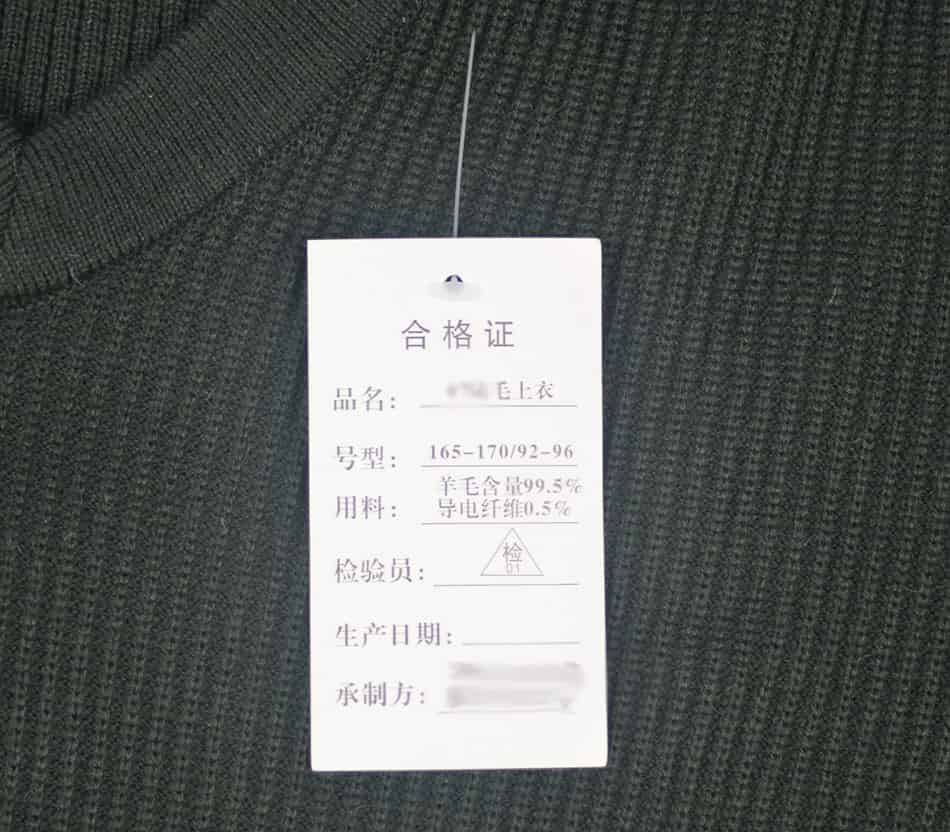 合格证
品名： 毛上衣
号型： 165-170/92-96
用料： 羊毛含量99.5%
导电纤维0.5%
检验员： 检
01
生产日期：
承制方：